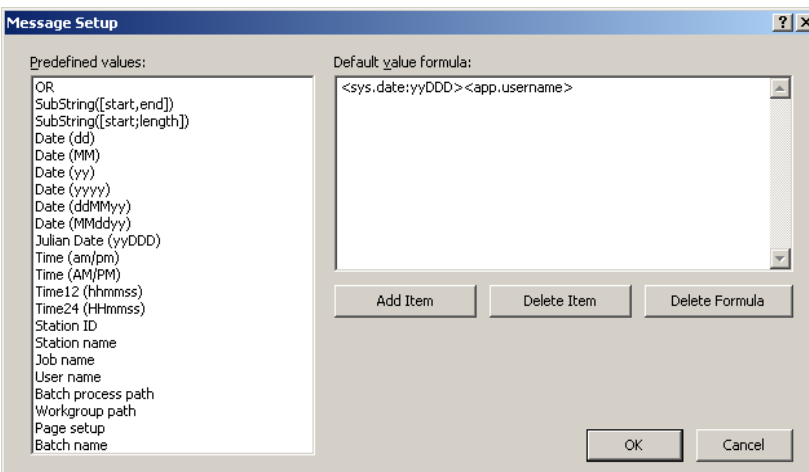 Message Setup
Predefined values:
OR
SubString([start,end])
SubString([start;length])
Date (dd)
Date (MM)
Date (yy)
Date (yyyy)
Date (ddMMyy)
Date (MMddyy)
Julian Date (yyDDD)
Time (am/pm)
Time (AM/PM)
Time12 (hhmmss)
Time24 (HHmmss)
Station ID
Station name
Job name
User name
Batch process path
Workgroup path
Page setup
Batch name
Default value formula:
<sys.date:yyDDD><app.username>
Add Item
Delete Item
Delete Formula
OK
Cancel